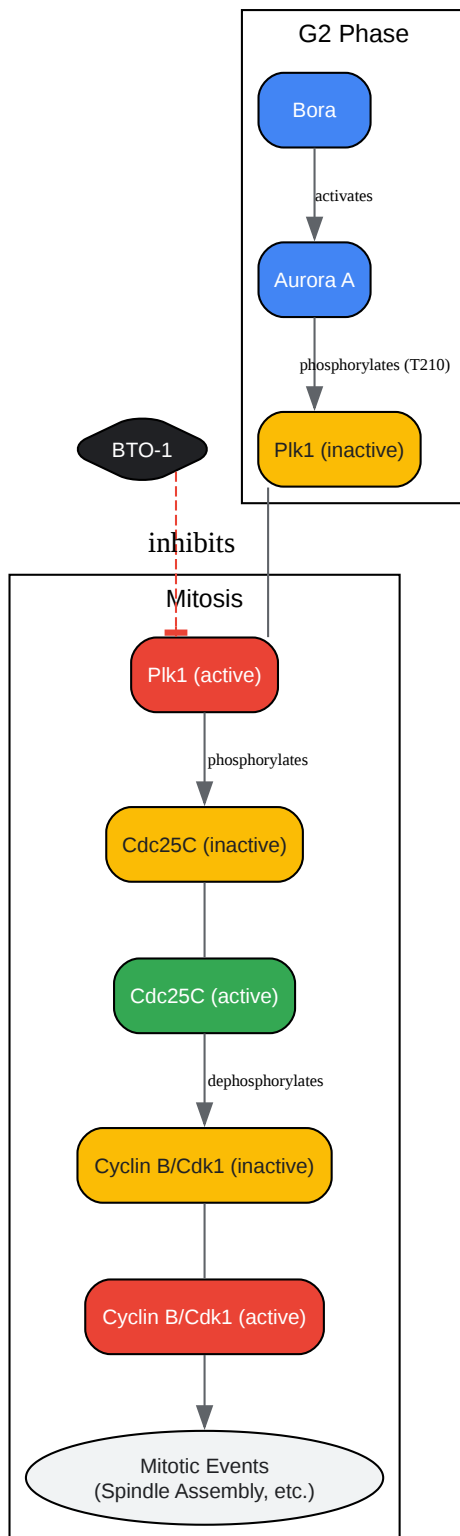 G2 Phase
Bora
activates
Aurora A
phosphorylates (T210)
Plk1 (inactive)
BTO-1
inhibits
Mitosis
Plk1 (active)
phosphorylates
Cdc25C (inactive)
Cdc25C (active)
dephosphorylates
Cyclin B/Cdk1 (inactive)
Cyclin B/Cdk1 (active)
Mitotic Events
(Spindle Assembly, etc.)